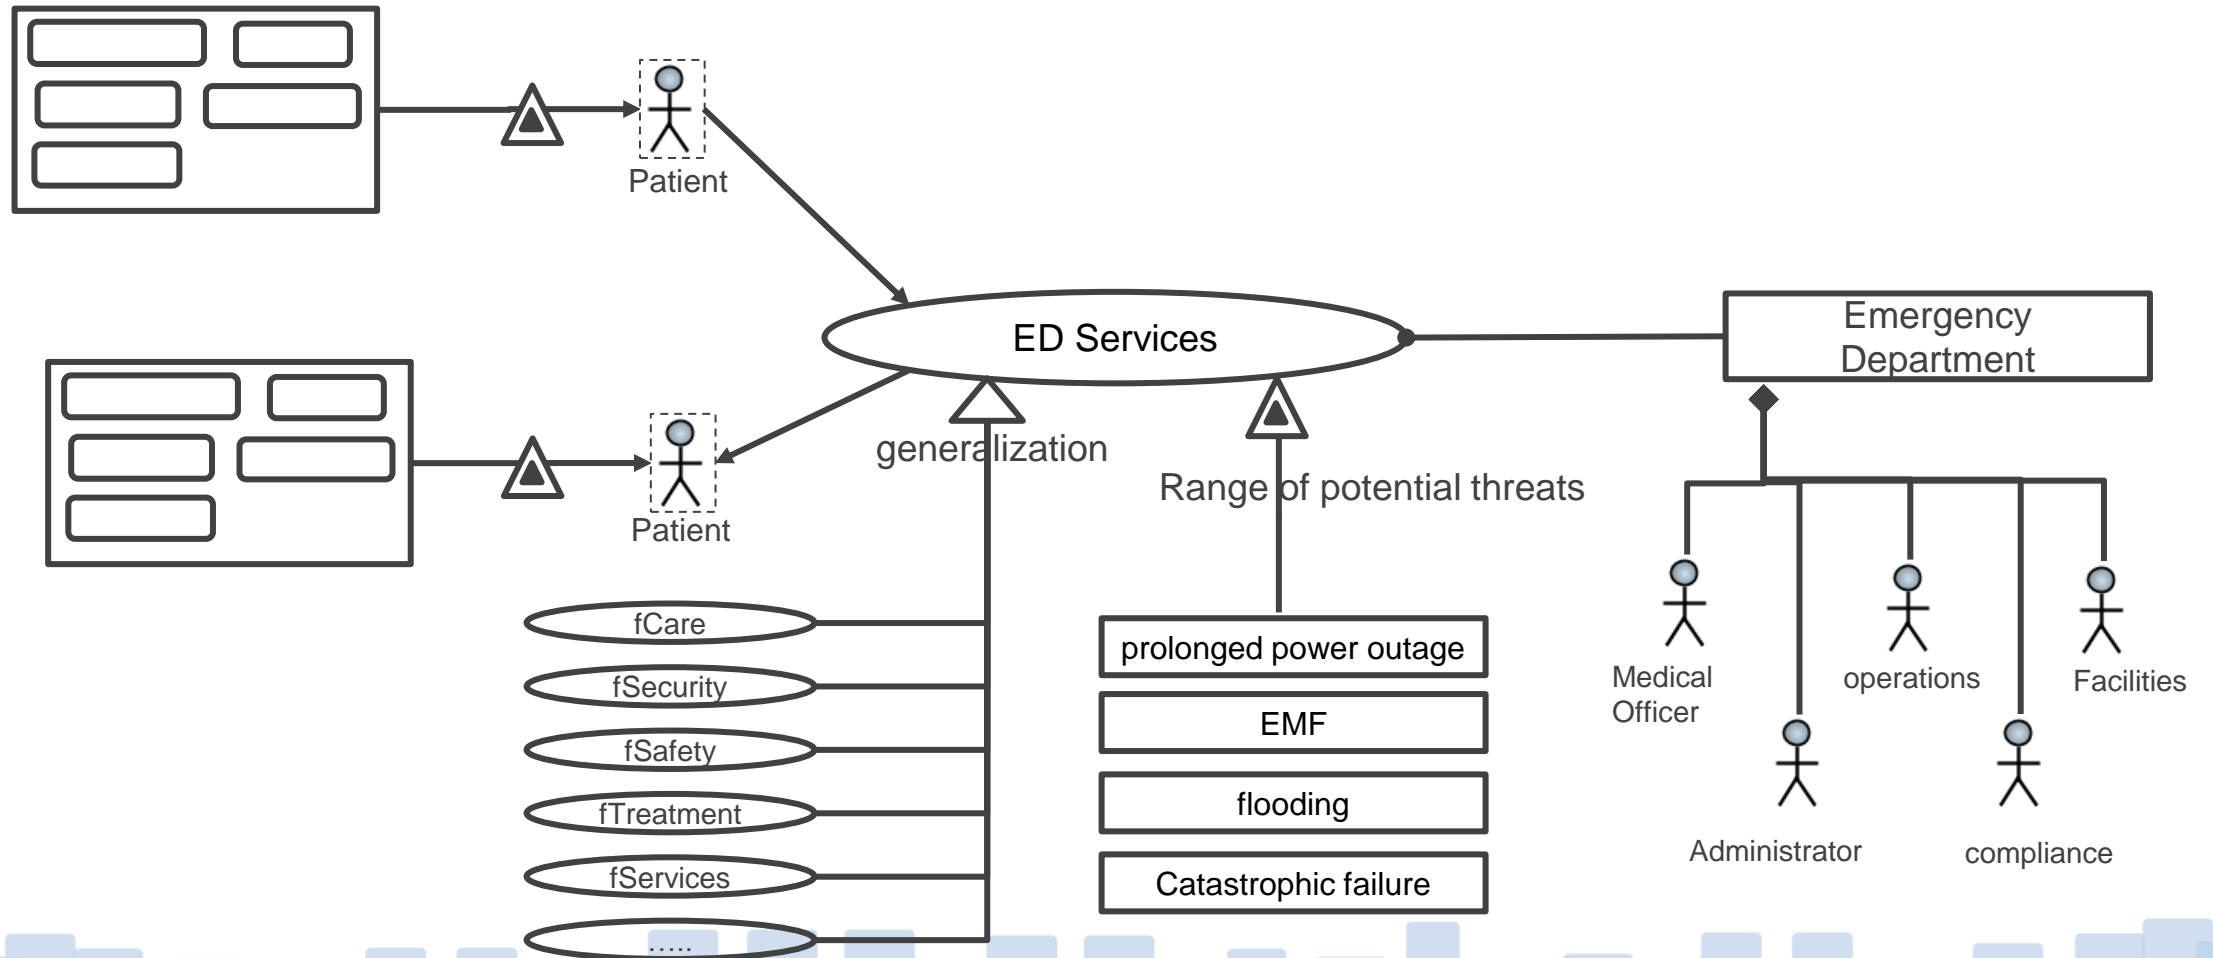 Patient
ED Services
Emergency
Department
generalization
Range of potential threats
Patient
fCare
fSecurity
fSafety
fTreatment
fServices
…..
prolonged power outage
EMF
flooding
Catastrophic failure
Medical
Officer
operations
Facilities
Administrator
compliance